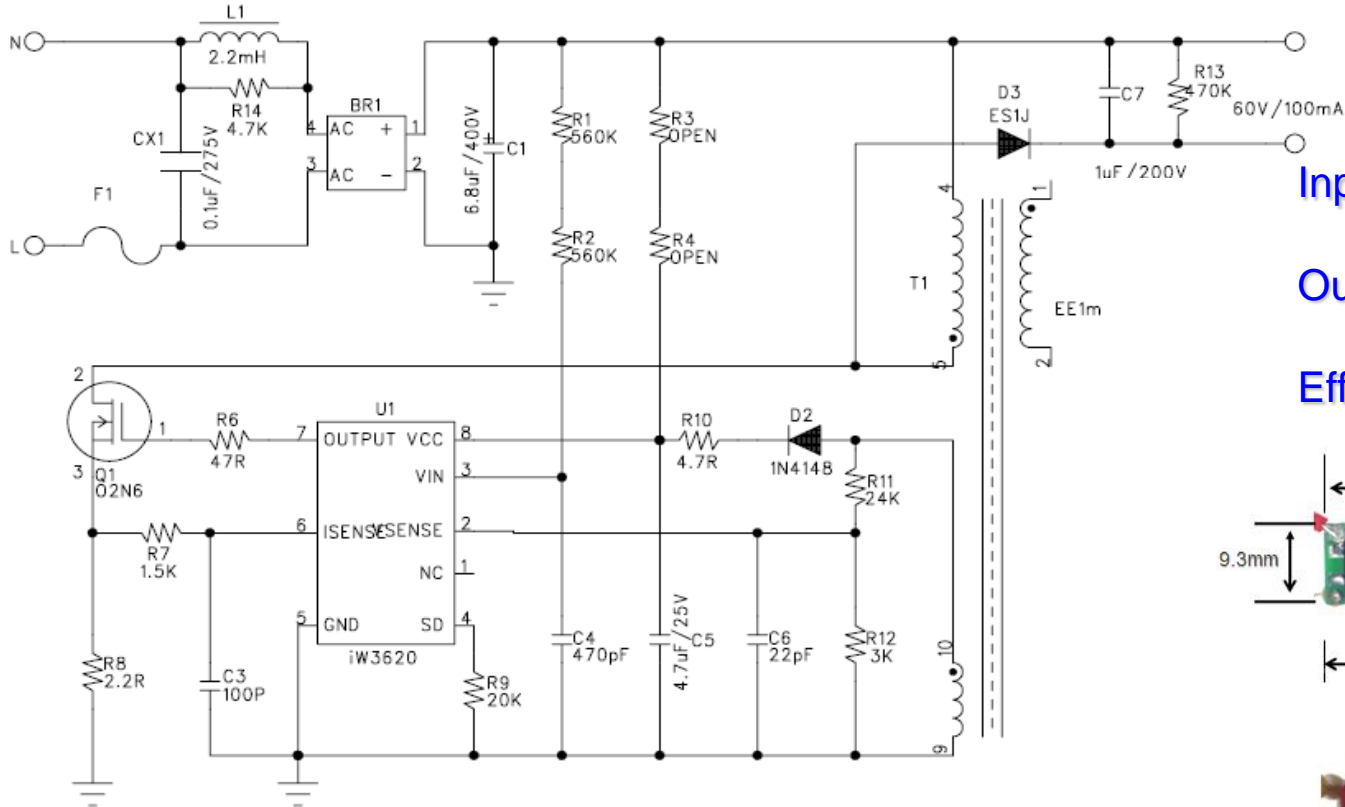 L1
N
2.2mH
R14
4.7K
BR1
4 AC + 1
3 AC - 2
CX1
0.1uF/275V
F1
L
6.8uF/400V
+
C1
R1
560K
R2
560K
R3
OPEN
R4
OPEN
D3
ES1J
C7
1uF/200V
R13
470K
60V/100mA
Inp
Ou
Eff
4
T1
5
1
EE1m
2
2
1
3
Q1
02N6
R6
47R
U1
7 OUTPUT VCC 8
VIN 3
6 ISENSE VSENSE 2
NC 1
5 GND SD 4
iW3620
R10
4.7R
D2
1N4148
R11
24K
R7
1.5K
R8
2.2R
C3
100P
R9
20K
C4
470pF
4.7uF/25V
C5
C6
22pF
R12
3K
10
9
9.3mm